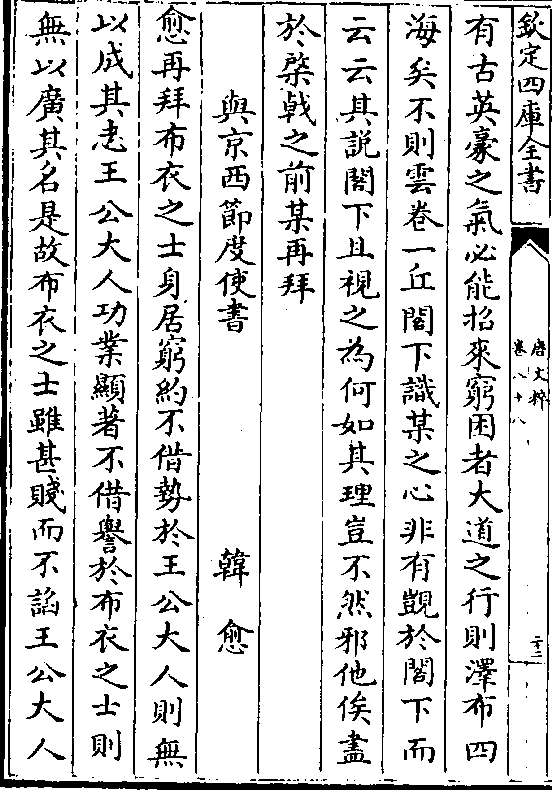 欽定四庫全書
唐文粹
卷八十八
二十二
有古英豪之氣必能招來窮困者大道之行則澤布四
海矣不則雲卷一丘閤下識某之心非有覬於閤下而
云云其説閤下且視之為何如其理豈不然邪他俟盡
於棨㦸之前某再拜
與京西節度使書 韓愈
愈再拜布衣之士身居窮約不借勢於王公大人則無
以成其志王公大人功業顯著不借譽於布衣之士則
無以廣其名是故布衣之士雖甚賤而不謟王公大人